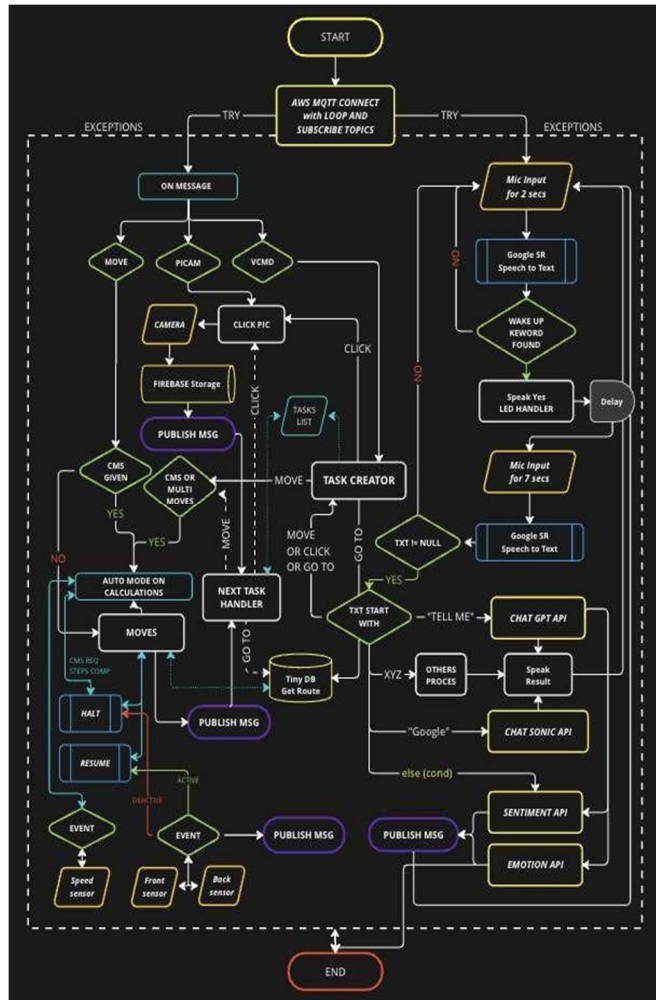 START
AWS MQTT CONNECT
with LOOP AND
SUBSCRIBE TOPICS
TRY
TRY
EXCEPTIONS
EXCEPTIONS
ON MESSAGE
Mic Input
for 2 secs
MOVE
PICAM
VCMD
Google SR
Speech to Text
NO
CAMERA
CLICK PIC
WAKE UP
KEWORD
FOUND
CLICK
NO
FIREBASE Storage
CLICK
TASKS
LIST
Speak Yes
LED HANDLER
Delay
PUBLISH MSG
CMS
GIVEN
CMS OR
MULTI
MOVES
MOVE
TASK CREATOR
Mic Input
for 7 secs
YES
YES
MOVE
MOVE
OR CLICK
OR GO TO
GO TO
TXT != NULL
Google SR
Speech to Text
NO
AUTO MODE ON
CALCULATIONS
NEXT TASK
HANDLER
YES
TXT START
WITH
"TELL ME"
CHAT GPT API
MOVES
GO TO
CMS REQ
STEPS COMP
Tiny DB
Get Route
XYZ
OTHERS
PROCES
Speak
Result
HALT
PUBLISH MSG
"Google"
CHAT SONIC API
RESUME
ACTIVE
DEACTIVE
else (cond)
SENTIMENT API
EVENT
EVENT
PUBLISH MSG
PUBLISH MSG
EMOTION API
Speed
sensor
Front
sensor
Back
sensor
END